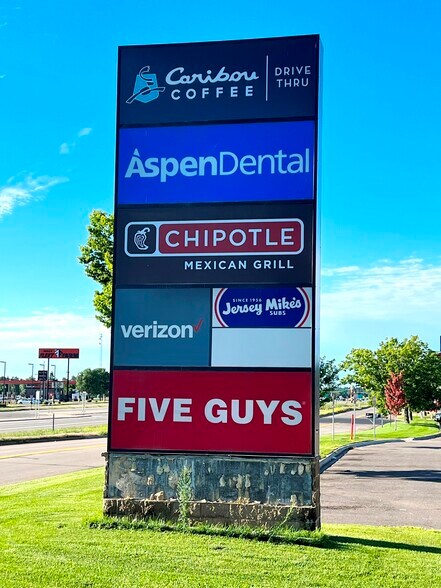 Caribou
COFFEE
DRIVE
THRU
AspenDental
CHIPOTLE
MEXICAN GRILL
verizon
SINCE 1956
Jersey Mike's
SUBS
FIVE GUYS®